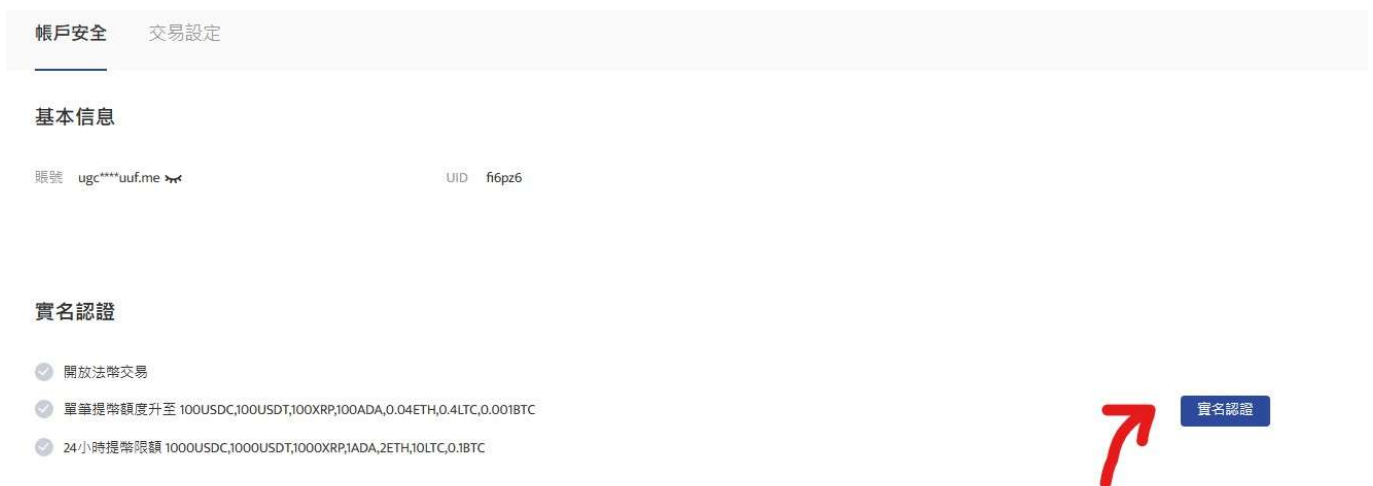 帳戶安全 交易設定
基本信息
賬號 ugc****uuf.me UID fi6pz6
實名認證
開放法幣交易
單筆提幣額度升至 100USDC,100USDT,100XRP,100ADA,0.04ETH,0.4LTC,0.001BTC
實名認證
24小時提幣限額 1000USDC,1000USDT,1000XRP,1ADA,2ETH,10LTC,0.1BTC